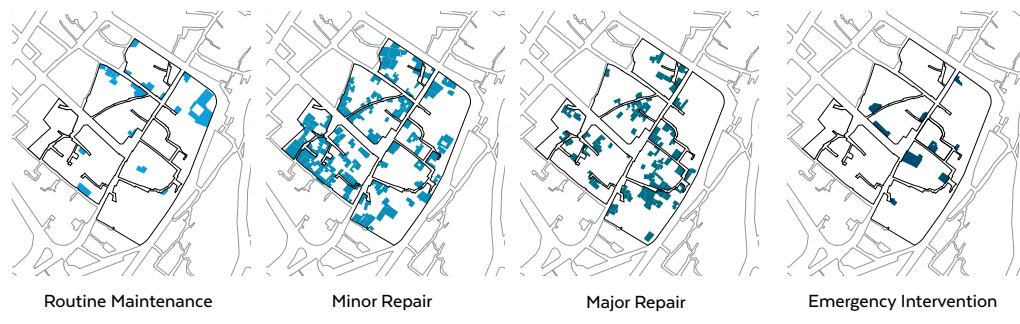 Routine Maintenance
Minor Repair
Major Repair
Emergency Intervention